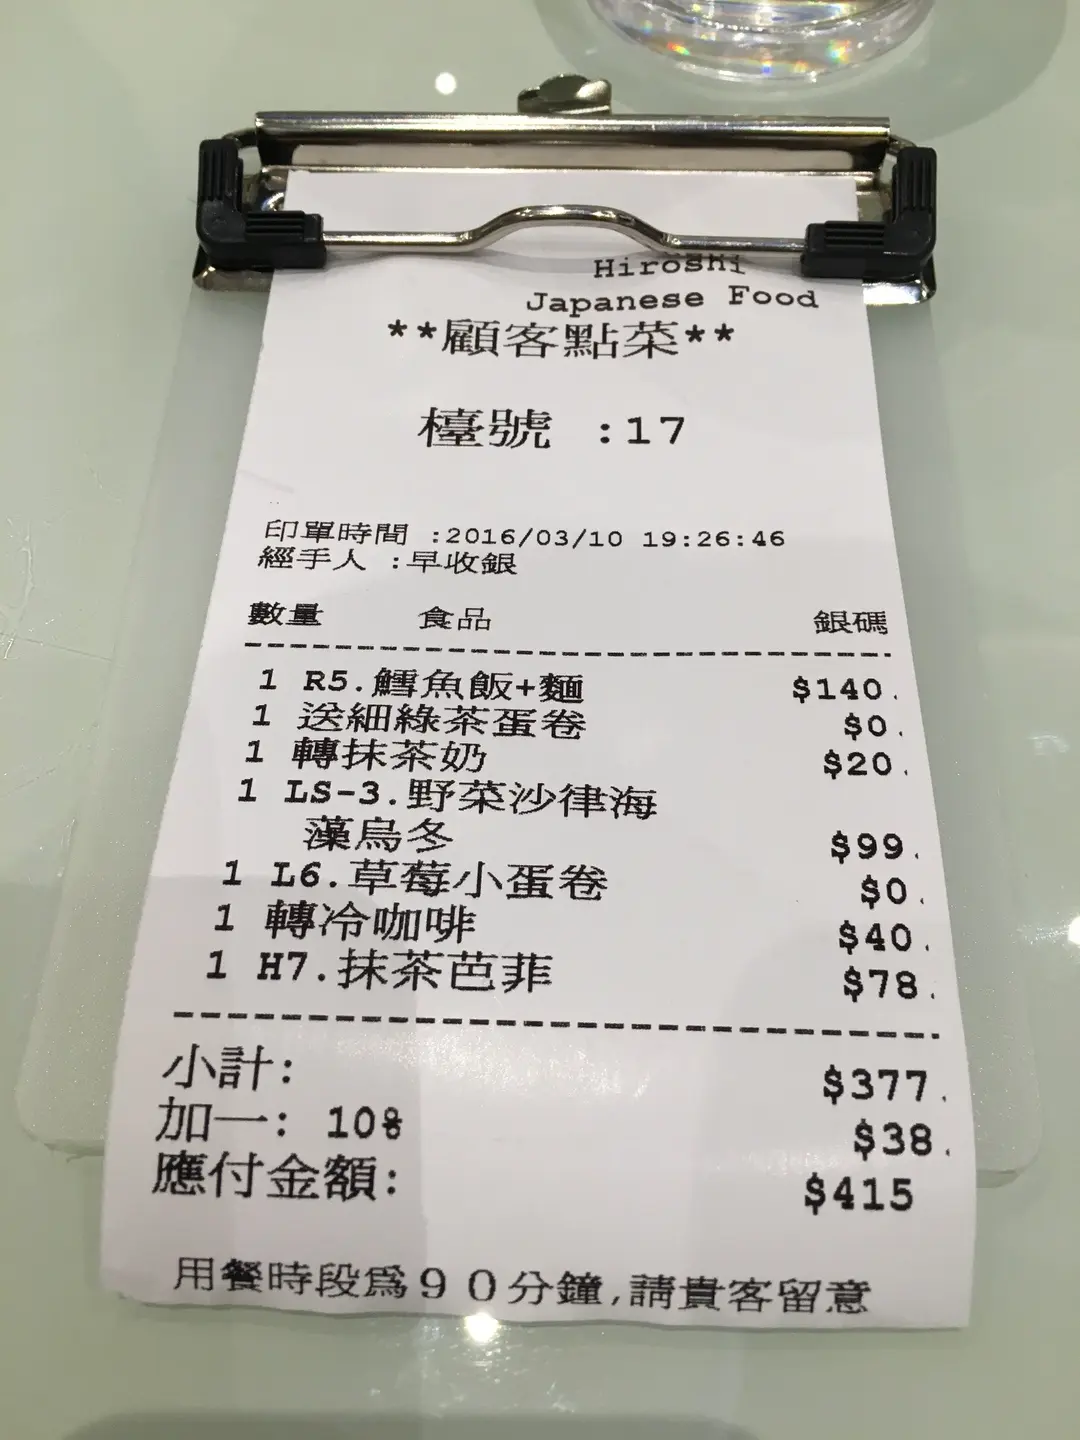 Hiroshi
Japanese Food
**顧客點菜**
檯號 :17
印單時間 :2016/03/10 19:26:46
經手人 :早收銀
數量 食品 銀碼
1 R5.鱈魚飯+麵 $140.
1 送細綠茶蛋卷 $0.
1 轉抹茶奶 $20.
1 LS-3.野菜沙律海
藻烏冬 $99.
1 L6.草莓小蛋卷 $0.
1 轉冷咖啡 $40.
1 H7.抹茶芭菲 $78.
小計: $377.
加一: 10% $38.
應付金額: $415
用餐時段爲90分鐘,請貴客留意